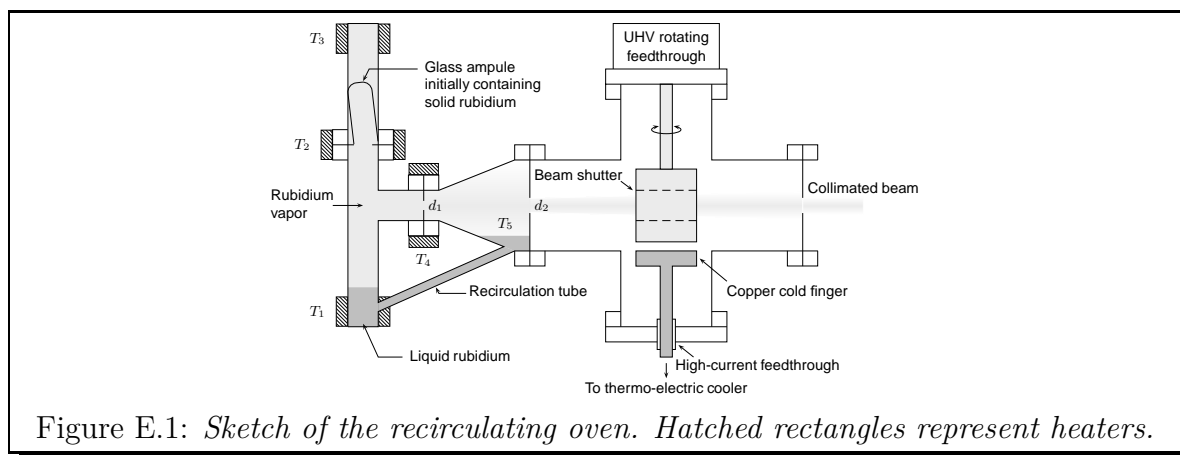 T3
UHV rotating
feedthrough
Glass ampule
initially containing
solid rubidium
T2
Beam shutter
Rubidium
vapor
d1
d2
Collimated beam
T5
T4
Copper cold finger
T1
Recirculation tube
Liquid rubidium
High-current feedthrough
To thermo-electric cooler
Figure E.1: Sketch of the recirculating oven. Hatched rectangles represent heaters.